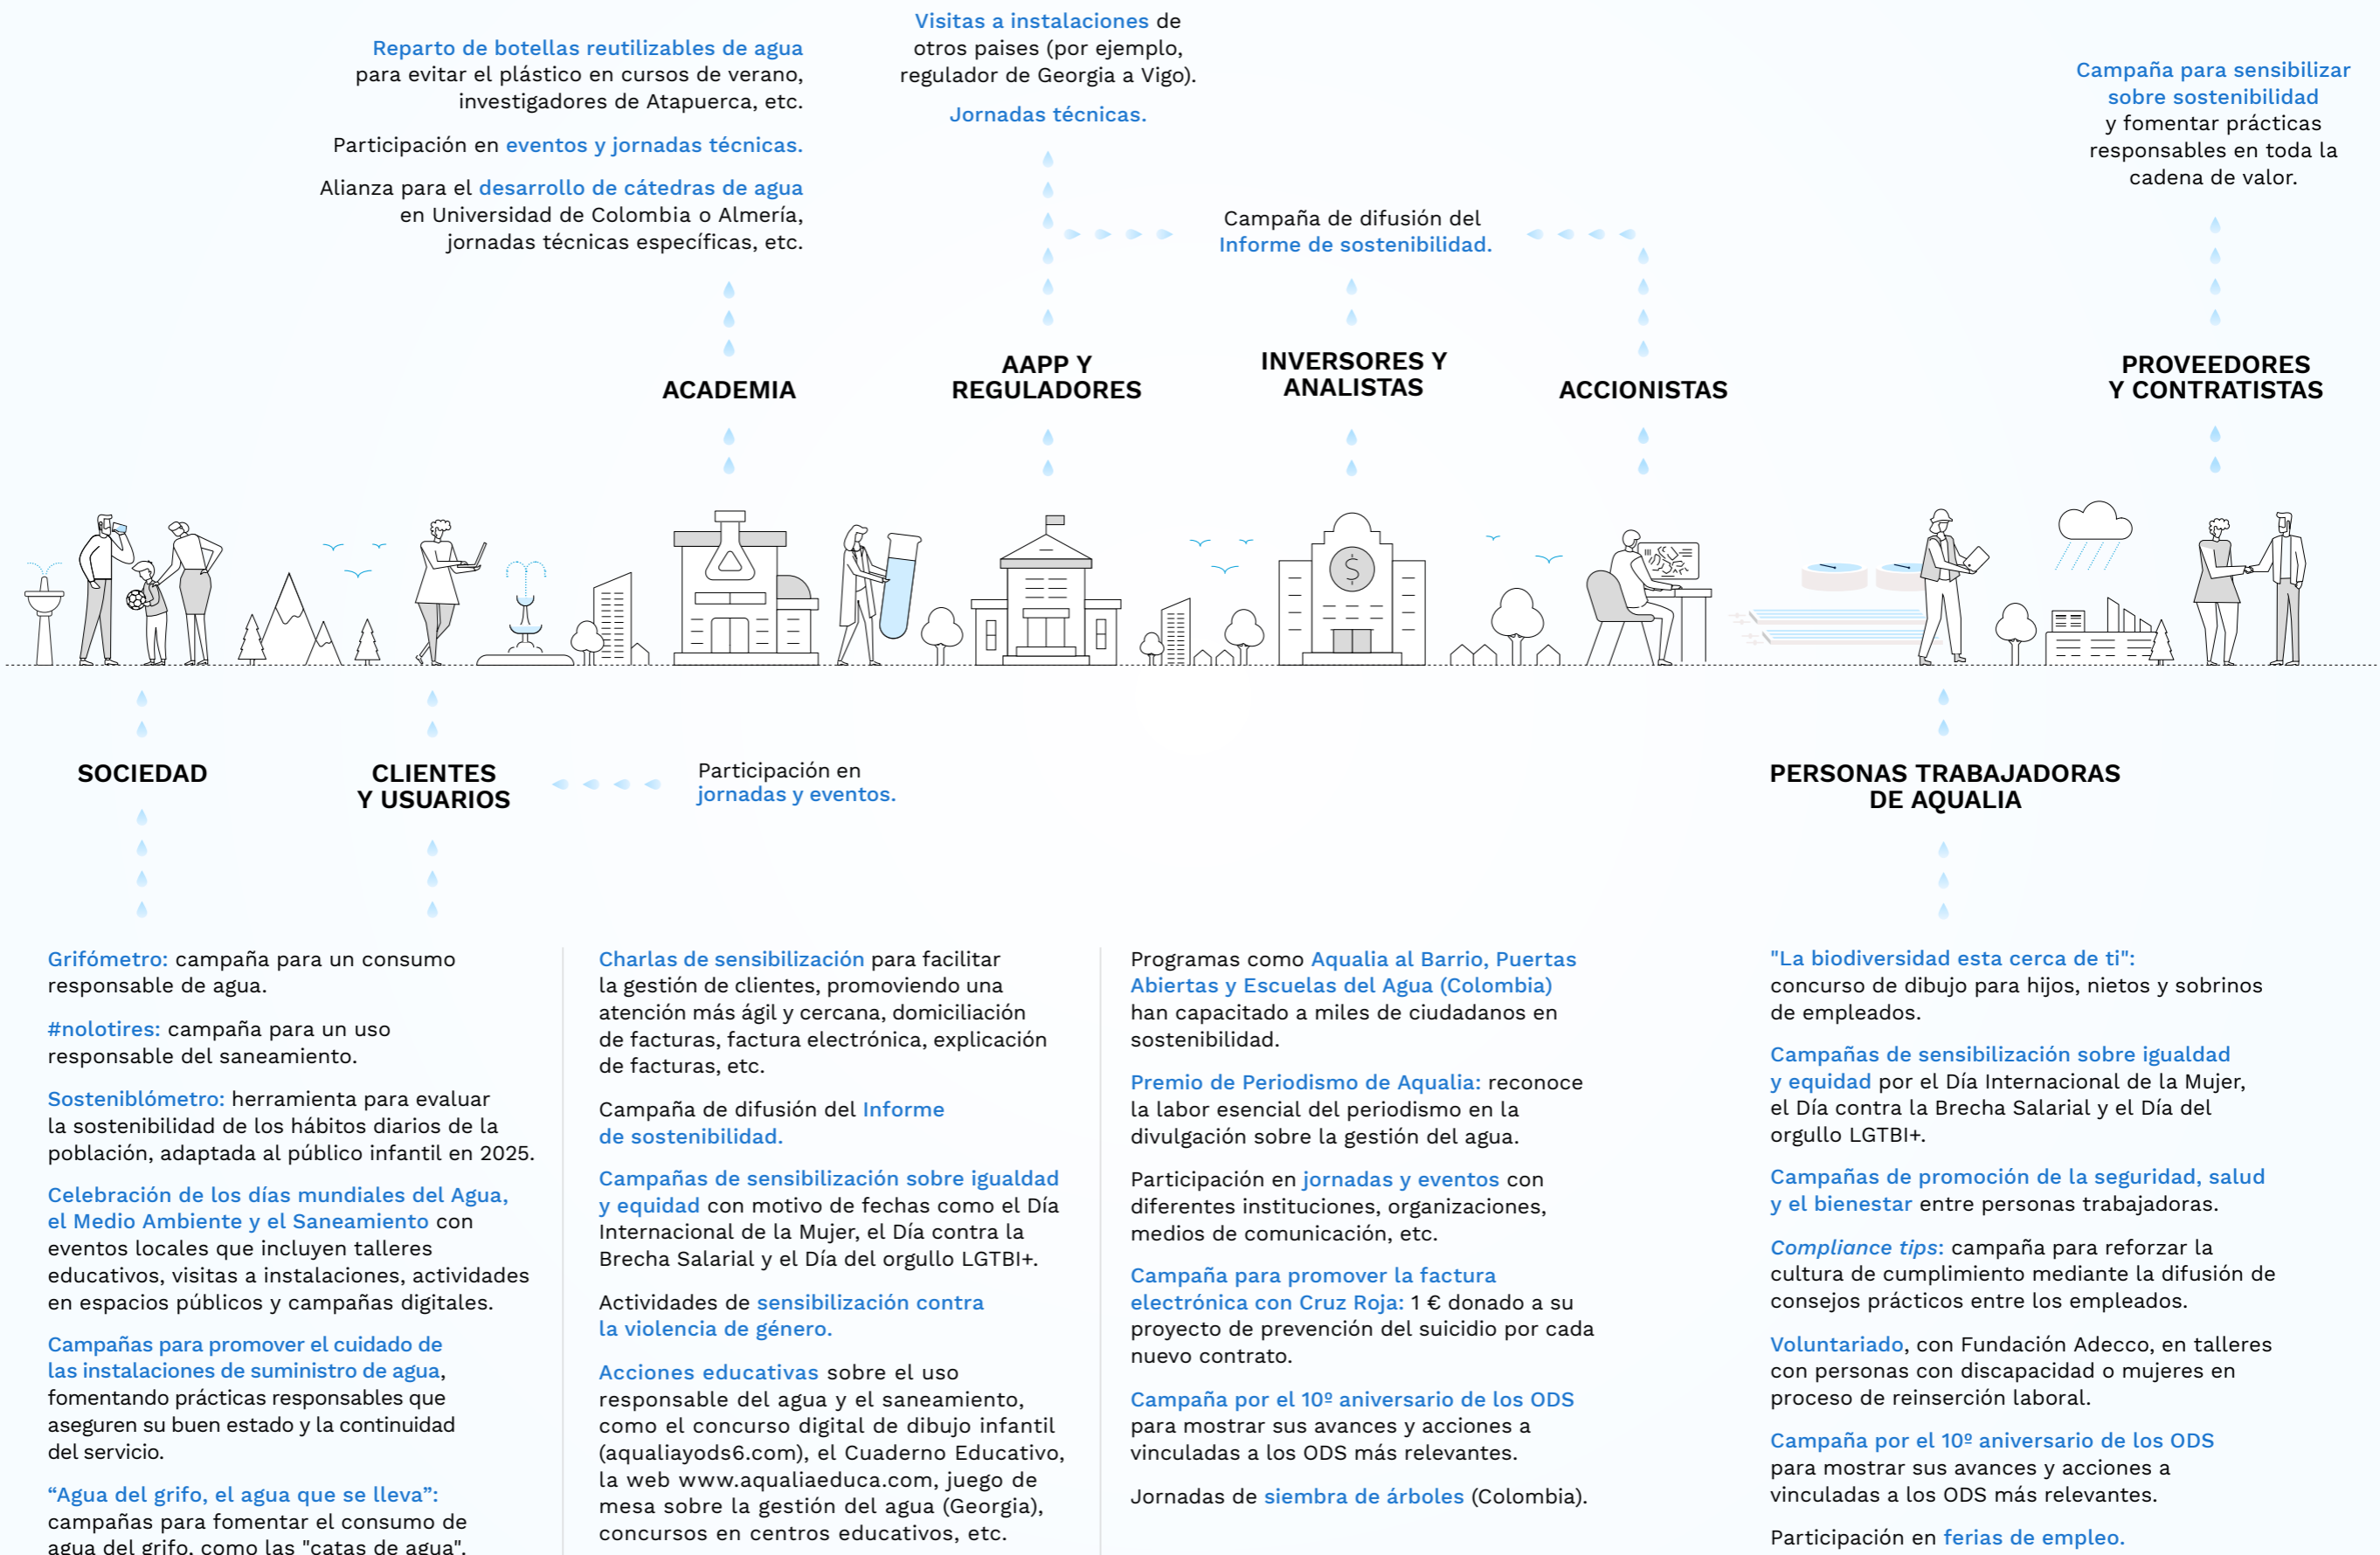 Reparto de botellas reutilizables de agua
para evitar el plástico en cursos de verano,
investigadores de Atapuerca, etc.
Participación en eventos y jornadas técnicas.
Alianza para el desarrollo de cátedras de agua
en Universidad de Colombia o Almería,
jornadas técnicas específicas, etc.
Visitas a instalaciones de
otros paises (por ejemplo,
regulador de Georgia a Vigo).
Jornadas técnicas.
Campaña de difusión del
Informe de sostenibilidad.
Campaña para sensibilizar
sobre sostenibilidad
y fomentar prácticas
responsables en toda la
cadena de valor.
ACADEMIA
AAPP Y
REGULADORES
INVERSORES Y
ANALISTAS
ACCIONISTAS
PROVEEDORES
Y CONTRATISTAS
$
SOCIEDAD
CLIENTES
Y USUARIOS
Participación en
jornadas y eventos.
PERSONAS TRABAJADORAS
DE AQUALIA
Grifómetro: campaña para un consumo
responsable de agua.
#nolotires: campaña para un uso
responsable del saneamiento.
Sosteniblómetro: herramienta para evaluar
la sostenibilidad de los hábitos diarios de la
población, adaptada al público infantil en 2025.
Celebración de los días mundiales del Agua,
el Medio Ambiente y el Saneamiento con
eventos locales que incluyen talleres
educativos, visitas a instalaciones, actividades
en espacios públicos y campañas digitales.
Campañas para promover el cuidado de
las instalaciones de suministro de agua,
fomentando prácticas responsables que
aseguren su buen estado y la continuidad
del servicio.
“Agua del grifo, el agua que se lleva”:
campañas para fomentar el consumo de
agua del grifo, como las "catas de agua".
Charlas de sensibilización para facilitar
la gestión de clientes, promoviendo una
atención más ágil y cercana, domiciliación
de facturas, factura electrónica, explicación
de facturas, etc.
Campaña de difusión del Informe
de sostenibilidad.
Campañas de sensibilización sobre igualdad
y equidad con motivo de fechas como el Día
Internacional de la Mujer, el Día contra la
Brecha Salarial y el Día del orgullo LGTBI+.
Actividades de sensibilización contra
la violencia de género.
Acciones educativas sobre el uso
responsable del agua y el saneamiento,
como el concurso digital de dibujo infantil
(aqualiayods6.com), el Cuaderno Educativo,
la web www.aqualiaeduca.com, juego de
mesa sobre la gestión del agua (Georgia),
concursos en centros educativos, etc.
Programas como Aqualia al Barrio, Puertas
Abiertas y Escuelas del Agua (Colombia)
han capacitado a miles de ciudadanos en
sostenibilidad.
Premio de Periodismo de Aqualia: reconoce
la labor esencial del periodismo en la
divulgación sobre la gestión del agua.
Participación en jornadas y eventos con
diferentes instituciones, organizaciones,
medios de comunicación, etc.
Campaña para promover la factura
electrónica con Cruz Roja: 1 € donado a su
proyecto de prevención del suicidio por cada
nuevo contrato.
Campaña por el 10º aniversario de los ODS
para mostrar sus avances y acciones a
vinculadas a los ODS más relevantes.
Jornadas de siembra de árboles (Colombia).
"La biodiversidad esta cerca de ti":
concurso de dibujo para hijos, nietos y sobrinos
de empleados.
Campañas de sensibilización sobre igualdad
y equidad por el Día Internacional de la Mujer,
el Día contra la Brecha Salarial y el Día del
orgullo LGTBI+.
Campañas de promoción de la seguridad, salud
y el bienestar entre personas trabajadoras.
Compliance tips: campaña para reforzar la
cultura de cumplimiento mediante la difusión de
consejos prácticos entre los empleados.
Voluntariado, con Fundación Adecco, en talleres
con personas con discapacidad o mujeres en
proceso de reinserción laboral.
Campaña por el 10º aniversario de los ODS
para mostrar sus avances y acciones a
vinculadas a los ODS más relevantes.
Participación en ferias de empleo.